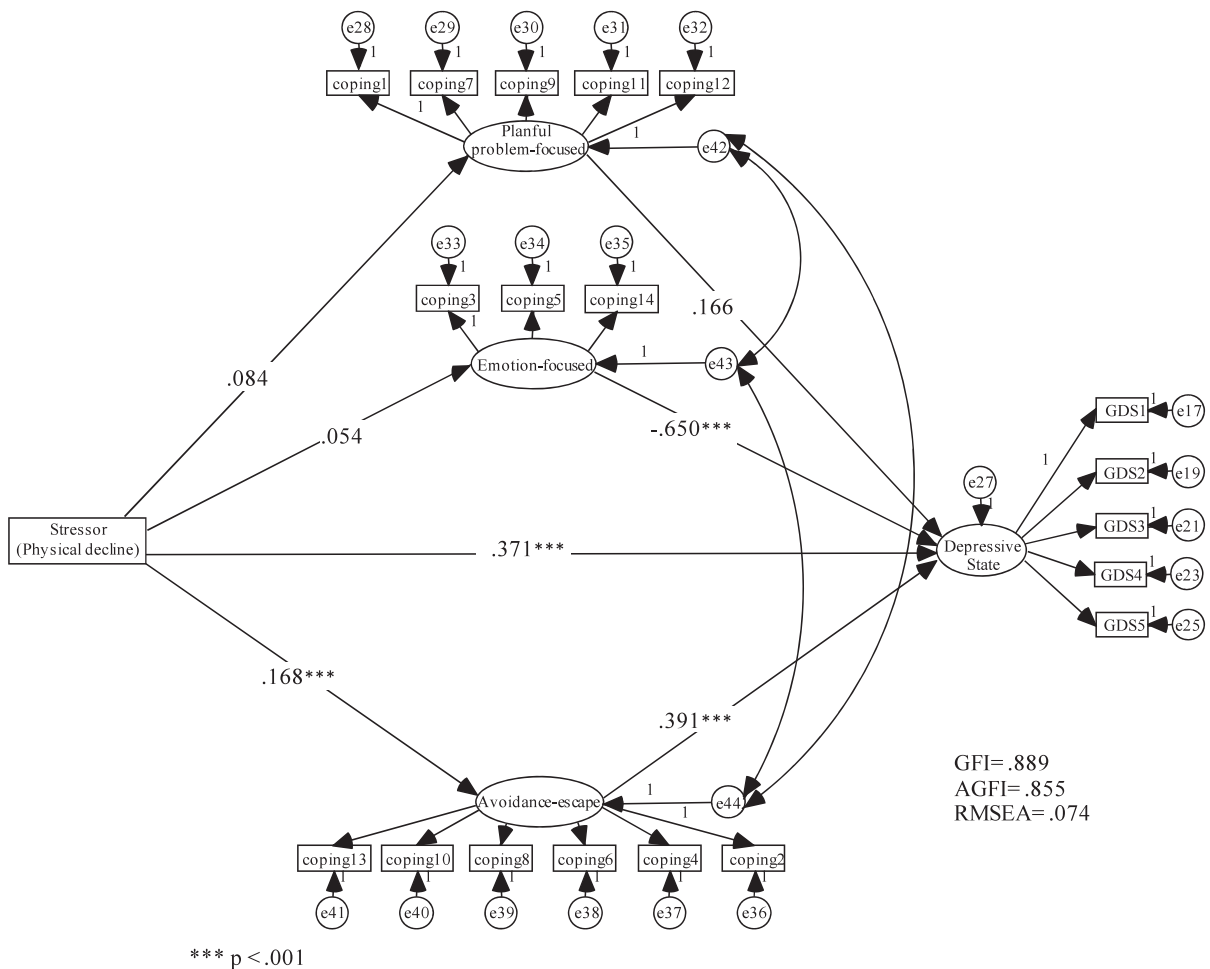 e28 e29 e30 e31 e32
1 1 1 1 1
coping1 coping7 coping9 coping11 coping12
1
Planful
problem-focused
1
e42
e33 e34 e35
1 1 1
coping3 coping5 coping14
1
.166
Emotion-focused
1
e43
.084
.054
-.650***
GDS1
1
e17
1
GDS2
1
e19
e27
1
GDS3
1
e21
Stressor
(Physical decline)
.371***
Depressive
State
GDS4
1
e23
GDS5
1
e25
.168***
.391***
GFI=.889
AGFI=.855
RMSEA=.074
Avoidance-escape
1
e44
1
coping13 coping10 coping8 coping6 coping4 coping2
1 1 1 1 1 1
e41 e40 e39 e38 e37 e36
*** p<.001